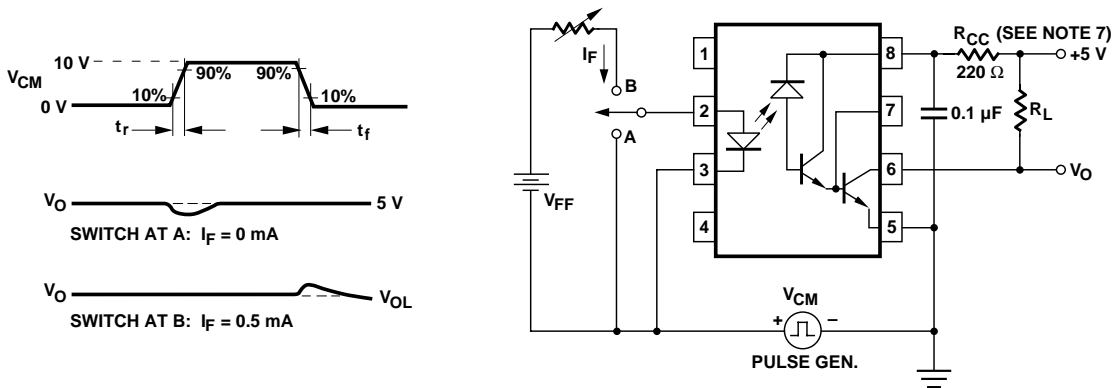 10 V
V_CM
90%
90%
10%
10%
0 V
t_r
t_f
V_O
5 V
SWITCH AT A: I_F = 0 mA
V_O
V_OL
SWITCH AT B: I_F = 0.5 mA
I_F
B
A
V_FF
1
2
3
4
8
7
6
5
R_CC (SEE NOTE 7)
220 Ω
+5 V
0.1 µF
R_L
V_O
V_CM
+
–
PULSE GEN.